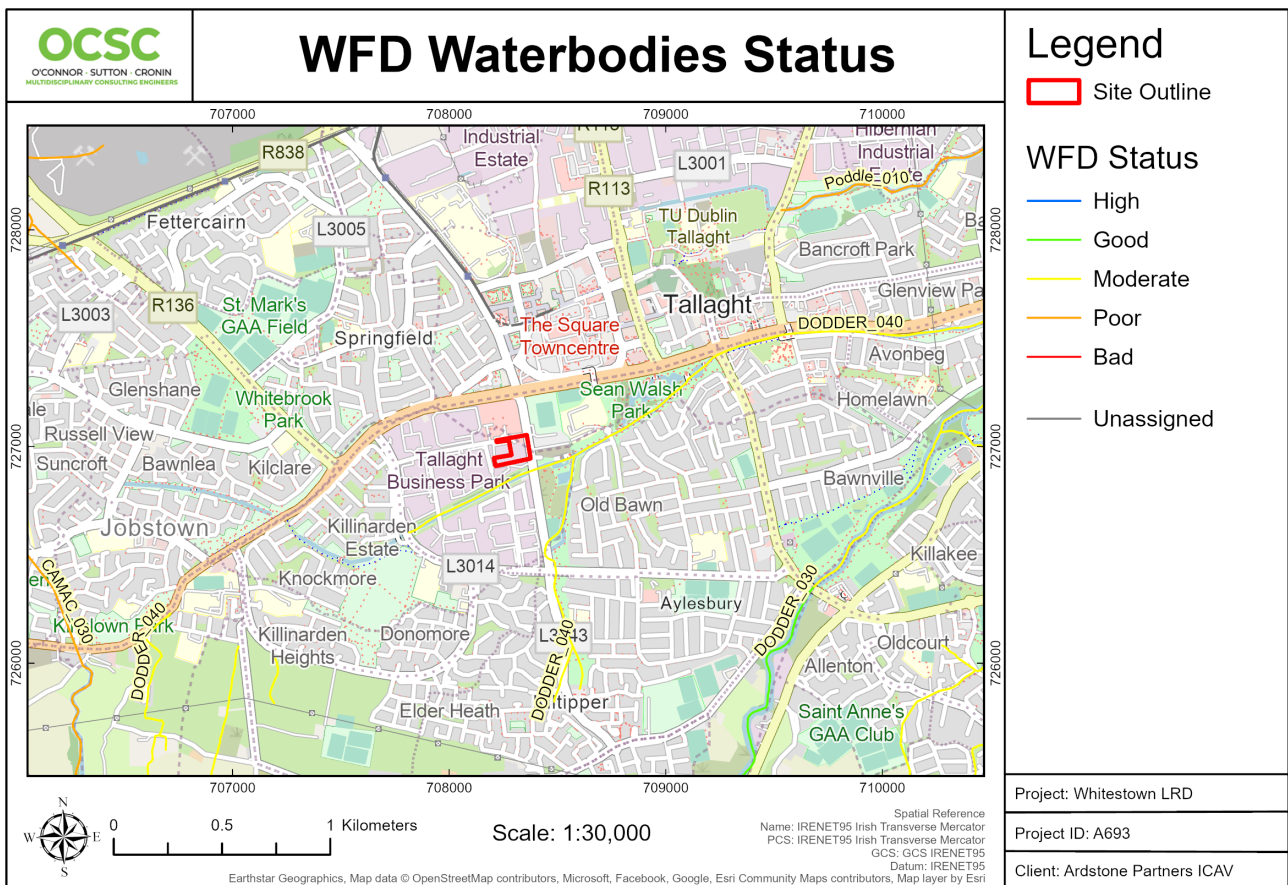 OCSC
O'CONNOR · SUTTON · CRONIN
MULTIDISCIPLINARY CONSULTING ENGINEERS
WFD Waterbodies Status
Legend
Site Outline
WFD Status
High
Good
Moderate
Poor
Bad
Unassigned
707000
708000
709000
710000
728000
727000
726000
728000
727000
726000
Industrial
Estate
Hibernian
Industrial
R838
R113
L3001
Poddle_010
Fettercairn
L3005
TU Dublin
Tallaght
Bancroft Park
L3003
R136
St. Mark's
GAA Field
Springfield
Tallaght
Glenview Pa
The Square
Towncentre
DODDER_040
Avonbeg
Glenshane
Whitebrook
Park
Sean Walsh
Park
Homelawn
Russell View
Suncroft
Bawnlea
Kilclare
Tallaght
Business Park
Bawnville
Jobstown
Killinarden
Estate
Old Bawn
Killakee
Knockmore
L3014
CAMAC_030
DODDER_040
Aylesbury
DODDER_030
Killinarden
Heights
Donomore
DODDER_040
Oldcourt
Allenton
Elder Heath
Saint Anne's
GAA Club
707000
708000
709000
710000
N
W
E
S
0
0.5
1 Kilometers
Scale: 1:30,000
Spatial Reference
Name: IRENET95 Irish Transverse Mercator
PCS: IRENET95 Irish Transverse Mercator
GCS: GCS IRENET95
Datum: IRENET95
Earthstar Geographics, Map data © OpenStreetMap contributors, Microsoft, Facebook, Google, Esri Community Maps contributors, Map layer by Esri
Project: Whitestown LRD
Project ID: A693
Client: Ardstone Partners ICAV